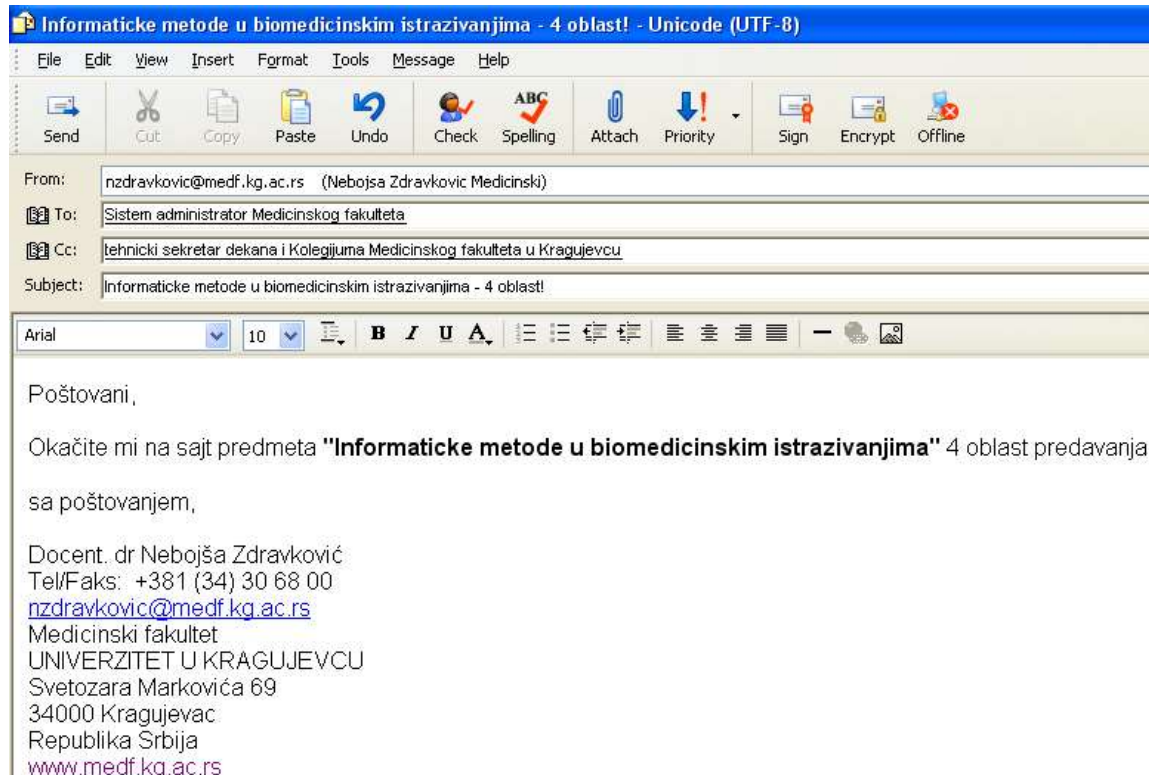 Informaticke metode u biomedicinskim istrazivanjima - 4 oblast! - Unicode (UTF-8)
File Edit View Insert Format Tools Message Help
Send Cut Copy Paste Undo Check ABC Spelling Attach Priority Sign Encrypt Offline
From: nzdravkovic@medf.kg.ac.rs (Nebojsa Zdravkovic Medicinski)
To: Sistem administrator Medicinskog fakulteta
Cc: tehnicki sekretar dekana i Kolegijuma Medicinskog fakulteta u Kragujevcu
Subject: Informaticke metode u biomedicinskim istrazivanjima - 4 oblast!
Arial 10 B I U A
Poštovani,
Okačite mi na sajt predmeta "Informaticke metode u biomedicinskim istrazivanjima" 4 oblast predavanja
sa poštovanjem,
Docent. dr Nebojša Zdravković
Tel/Faks: +381 (34) 30 68 00
nzdravkovic@medf.kg.ac.rs
Medicinski fakultet
UNIVERZITET U KRAGUJEVCU
Svetozara Markovića 69
34000 Kragujevac
Republika Srbija
www.medf.kg.ac.rs